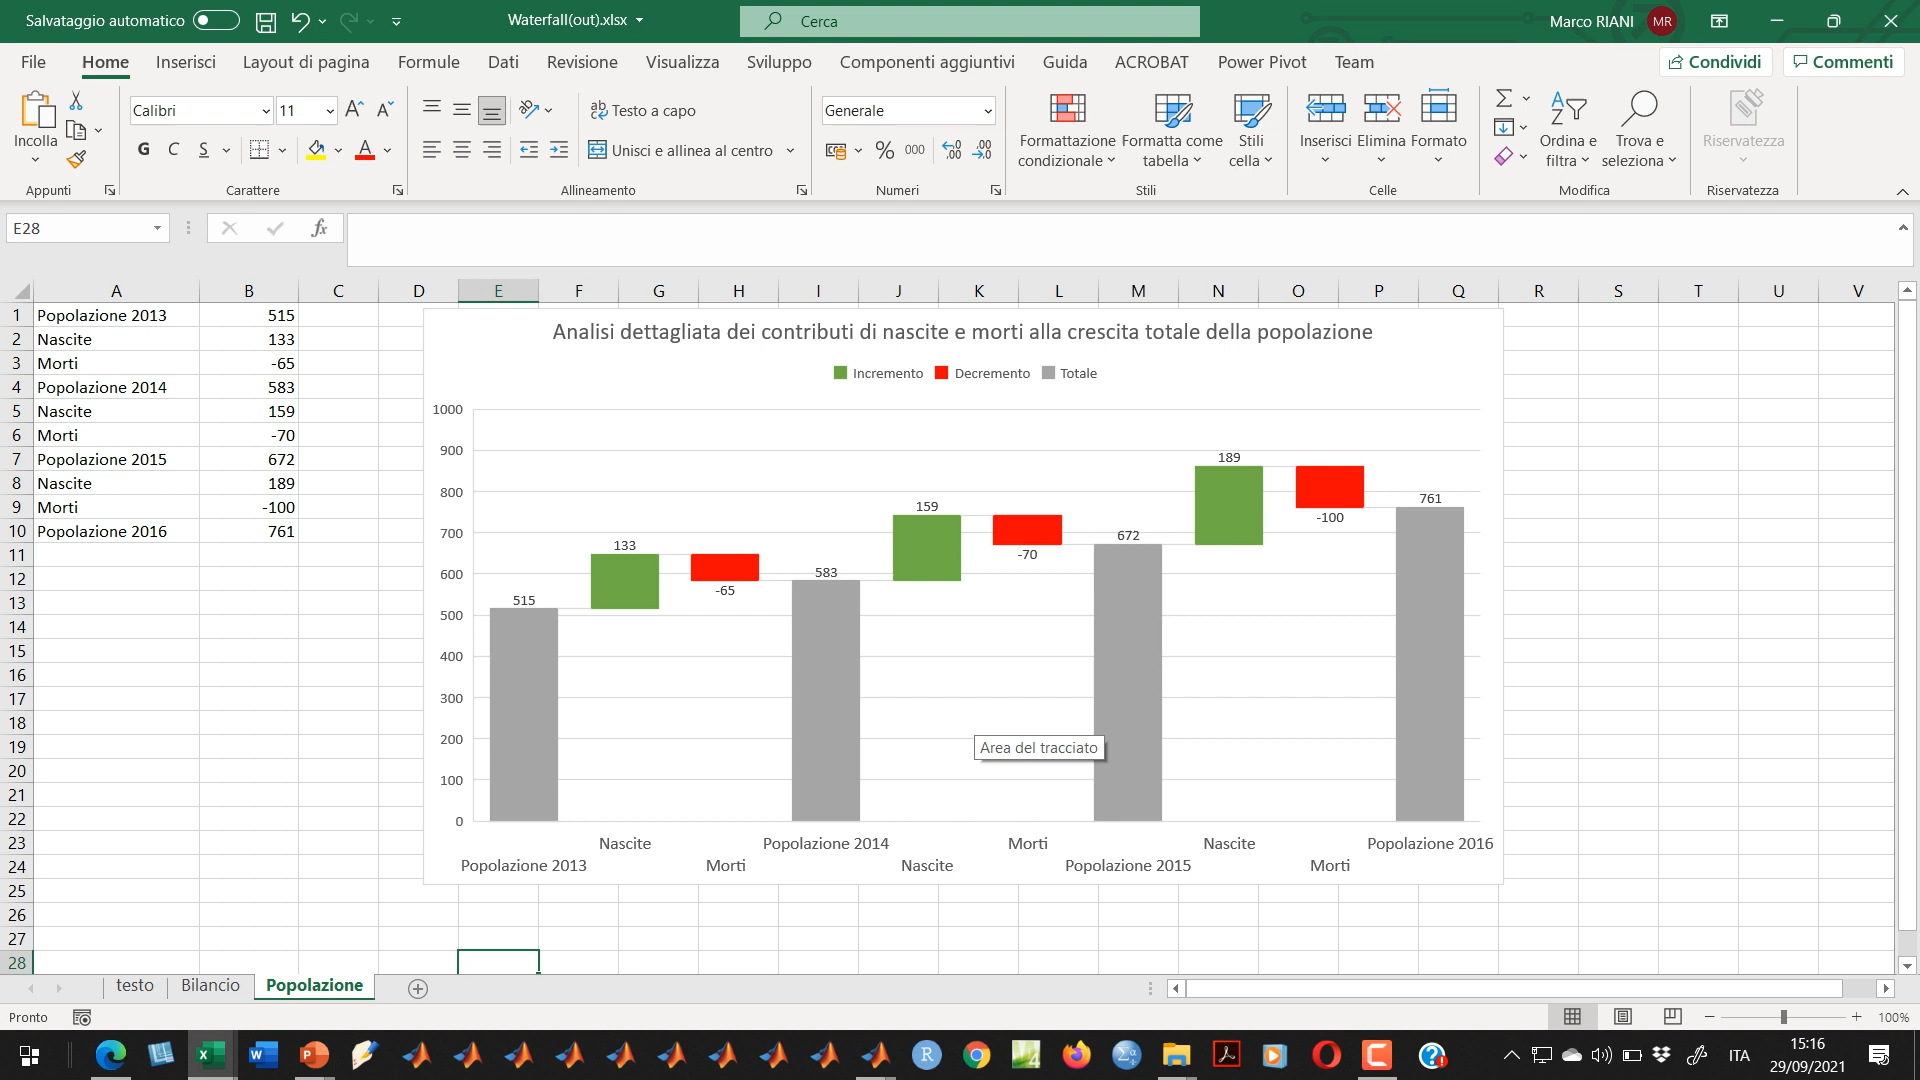 Salvataggio automatico
Waterfall(out).xlsx
Cerca
Marco RIANI MR
File Home Inserisci Layout di pagina Formule Dati Revisione Visualizza Sviluppo Componenti aggiuntivi Guida ACROBAT Power Pivot Team Condividi Commenti
Incolla
Calibri 11
G C S
Testo a capo
Unisci e allinea al centro
Generale
% 000
Formattazione condizionale
Formatta come tabella
Stili cella
Inserisci Elimina Formato
Ordina e filtra
Trova e seleziona
Riservatezza
Appunti Carattere Allineamento Numeri Stili Celle Modifica Riservatezza
E28 fx
A B C D E F G H I J K L M N O P Q R S T U V
1 Popolazione 2013 515
2 Nascite 133
3 Morti -65
4 Popolazione 2014 583
5 Nascite 159
6 Morti -70
7 Popolazione 2015 672
8 Nascite 189
9 Morti -100
10 Popolazione 2016 761
11
12
13
14
15
16
17
18
19
20
21
22
23
24
25
26
27
28
Analisi dettagliata dei contributi di nascite e morti alla crescita totale della popolazione
Incremento Decremento Totale
1000
900
800
700
600
500
400
300
200
100
0
515
133
-65
583
159
-70
672
189
-100
761
Area del tracciato
Nascite Popolazione 2014 Morti Nascite Popolazione 2016
Popolazione 2013 Morti Nascite Popolazione 2015 Morti
testo Bilancio Popolazione
Pronto
100%
ITA
15:16
29/09/2021